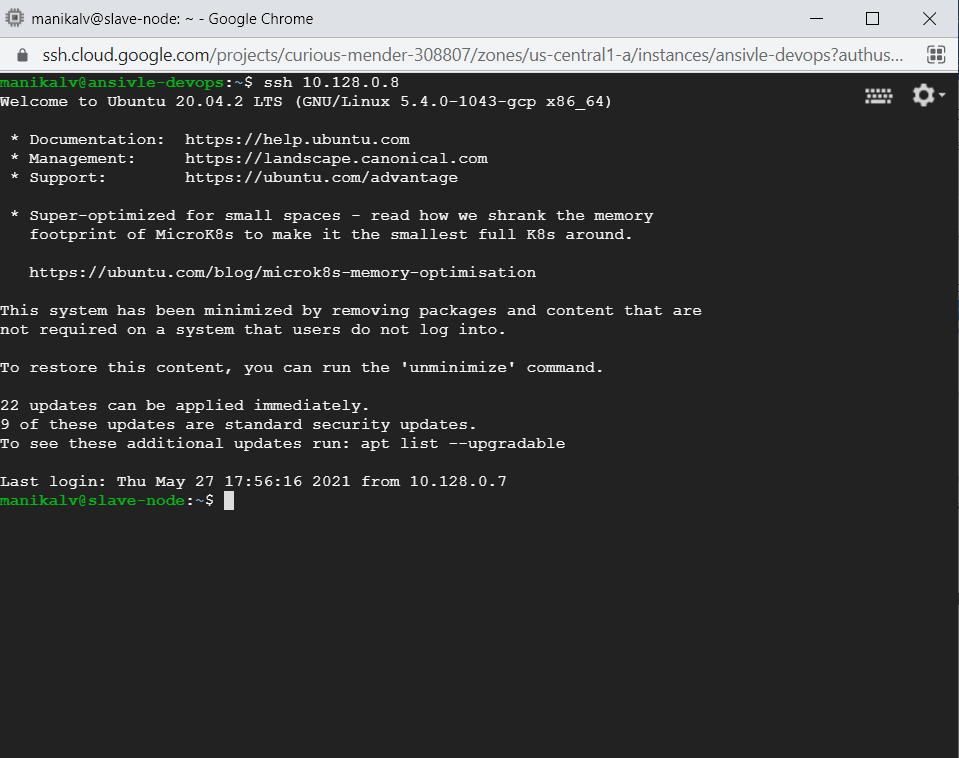 manikalv@slave-node: ~ - Google Chrome
ssh.cloud.google.com/projects/curious-mender-308807/zones/us-central1-a/instances/ansivle-devops?authus...
manikalv@ansivle-devops:~$ ssh 10.128.0.8
Welcome to Ubuntu 20.04.2 LTS (GNU/Linux 5.4.0-1043-gcp x86_64)
* Documentation:  https://help.ubuntu.com
* Management:     https://landscape.canonical.com
* Support:        https://ubuntu.com/advantage
* Super-optimized for small spaces - read how we shrank the memory
footprint of MicroK8s to make it the smallest full K8s around.
https://ubuntu.com/blog/microk8s-memory-optimisation
This system has been minimized by removing packages and content that are
not required on a system that users do not log into.
To restore this content, you can run the 'unminimize' command.
22 updates can be applied immediately.
9 of these updates are standard security updates.
To see these additional updates run: apt list --upgradable
Last login: Thu May 27 17:56:16 2021 from 10.128.0.7
manikalv@slave-node:~$